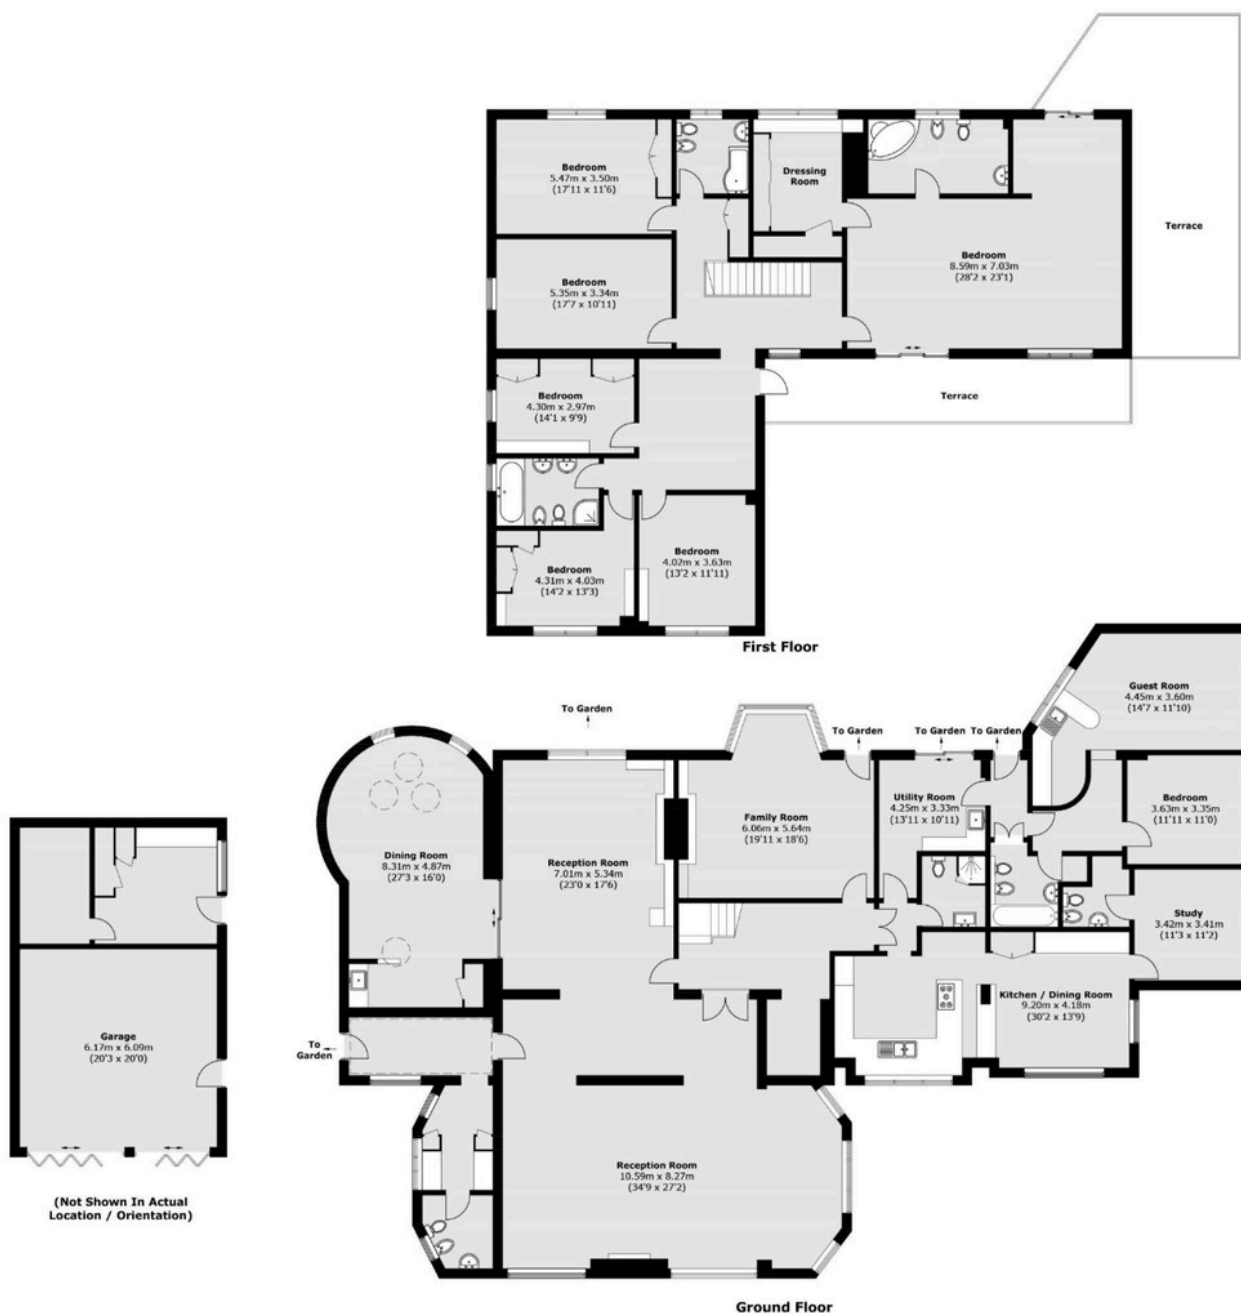 Bedroom
5.47m x 3.50m
(17'11 x 11'6)
Dressing
Room
Terrace
Bedroom
8.59m x 7.03m
(28'2 x 23'1)
Bedroom
5.35m x 3.34m
(17'7 x 10'11)
Bedroom
4.30m x 2.97m
(14'1 x 9'9)
Terrace
Bedroom
4.31m x 4.03m
(14'2 x 13'3)
Bedroom
4.02m x 3.63m
(13'2 x 11'11)
First Floor
Guest Room
4.45m x 3.60m
(14'7 x 11'10)
To Garden
To Garden
To Garden
To Garden
Utility Room
4.25m x 3.33m
(13'11 x 10'11)
Bedroom
3.63m x 3.35m
(11'11 x 11'0)
Family Room
6.06m x 5.64m
(19'11 x 18'6)
Dining Room
8.31m x 4.87m
(27'3 x 16'0)
Reception Room
7.01m x 5.34m
(23'0 x 17'6)
Study
3.42m x 3.41m
(11'3 x 11'2)
Kitchen / Dining Room
9.20m x 4.18m
(30'2 x 13'9)
Garage
6.17m x 6.09m
(20'3 x 20'0)
To
Garden
Reception Room
10.59m x 8.27m
(34'9 x 27'2)
(Not Shown In Actual
Location / Orientation)
Ground Floor